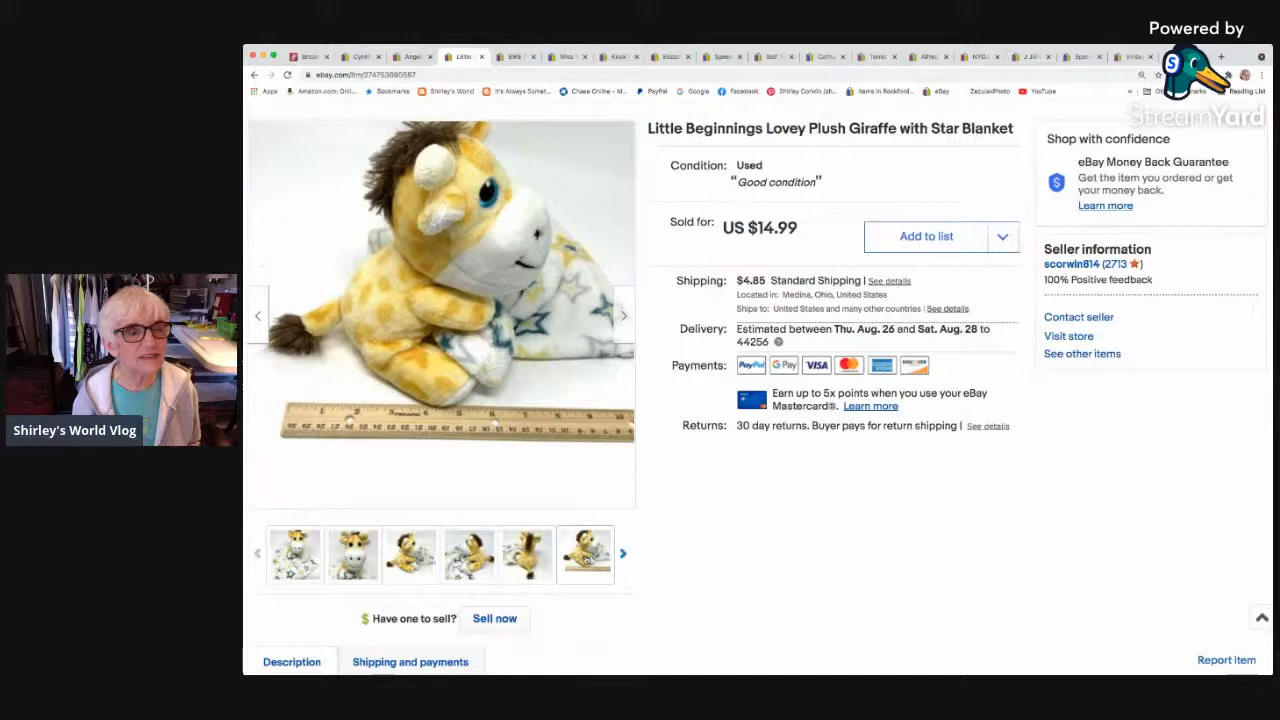 Powered by
StreamYard
Little
BIKE
ebay.com/itm/274753890587
Apps
Amazon.com: Onli...
Bookmarks
Shirley's World
It's Always Somet...
Chase Online - M...
PayPal
Google
Facebook
Shirley Corwin (sh...
Items in Rockford...
eBay
ZezulakPhoto
YouTube
Reading List
Little Beginnings Lovey Plush Giraffe with Star Blanket
Condition: Used
"Good condition"
Sold for: US $14.99
Add to list
Shipping: $4.85 Standard Shipping | See details
Located in: Medina, Ohio, United States
Ships to: United States and many other countries | See details
Delivery: Estimated between Thu. Aug. 26 and Sat. Aug. 28 to
44256
Payments: PayPal G Pay VISA
Earn up to 5x points when you use your eBay
Mastercard®. Learn more
Returns: 30 day returns. Buyer pays for return shipping | See details
Shop with confidence
eBay Money Back Guarantee
Get the item you ordered or get
your money back.
Learn more
Seller information
scorwin814 (2713 ★)
100% Positive feedback
Contact seller
Visit store
See other items
Shirley's World Vlog
Have one to sell? Sell now
Description
Shipping and payments
Report item